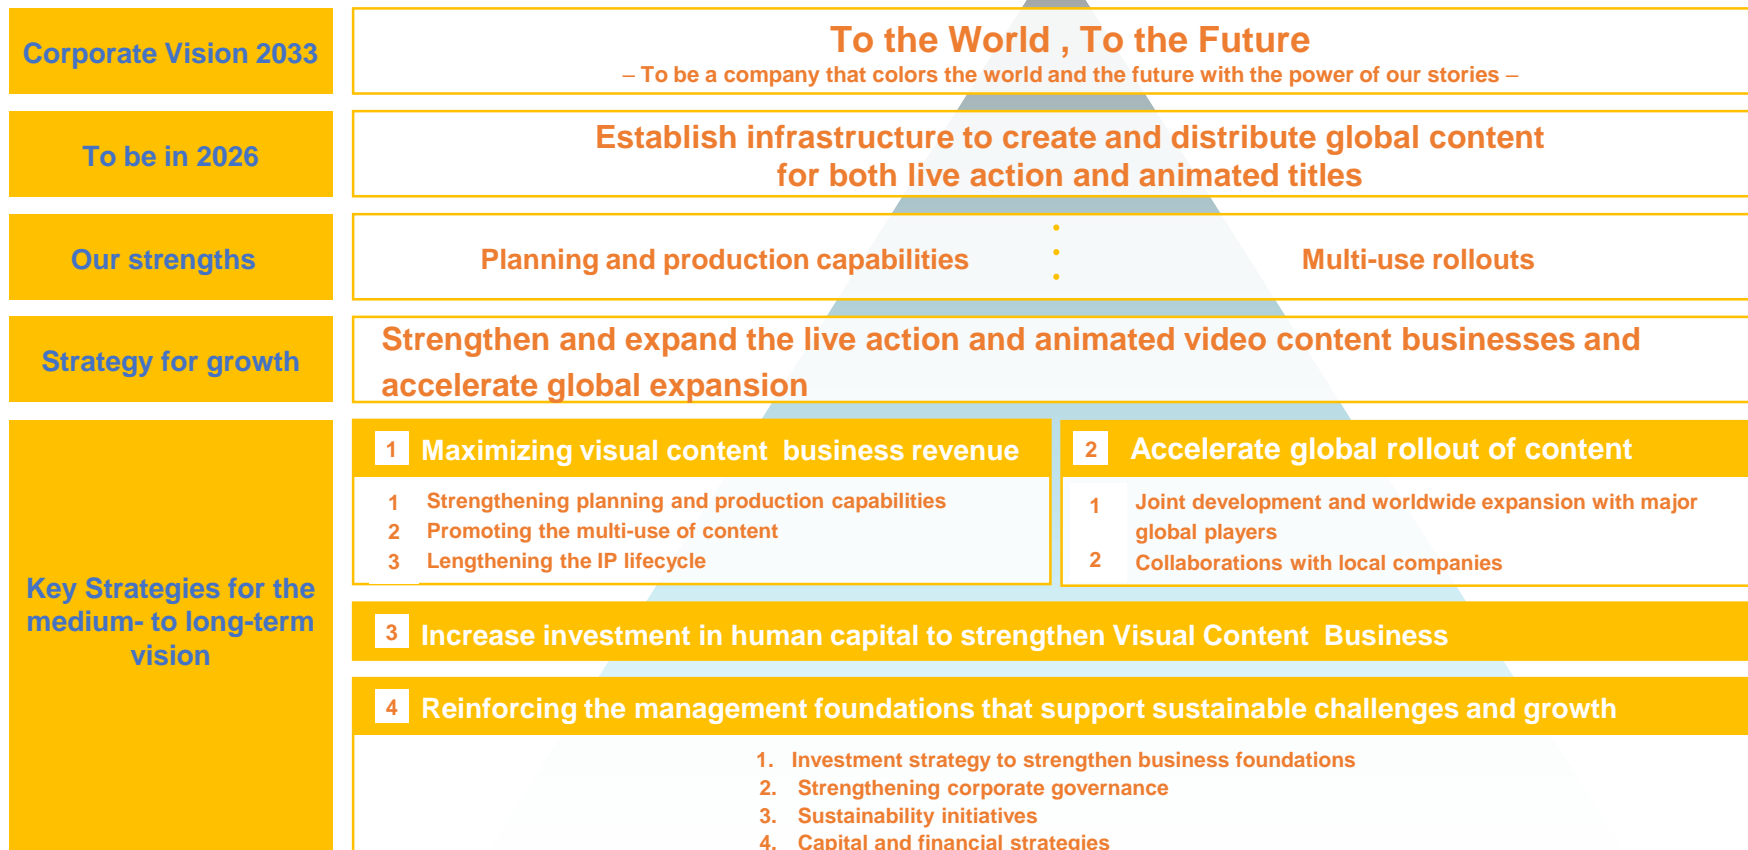 Corporate Vision 2033
To the World , To the Future
– To be a company that colors the world and the future with the power of our stories –
To be in 2026
Establish infrastructure to create and distribute global content
for both live action and animated titles
Our strengths
Planning and production capabilities
Multi-use rollouts
Strategy for growth
Strengthen and expand the live action and animated video content businesses and
accelerate global expansion
Key Strategies for the
medium- to long-term
vision
1 Maximizing visual content business revenue
1 Strengthening planning and production capabilities
2 Promoting the multi-use of content
3 Lengthening the IP lifecycle
2 Accelerate global rollout of content
1 Joint development and worldwide expansion with major
global players
2 Collaborations with local companies
3 Increase investment in human capital to strengthen Visual Content Business
4 Reinforcing the management foundations that support sustainable challenges and growth
1. Investment strategy to strengthen business foundations
2. Strengthening corporate governance
3. Sustainability initiatives
4. Capital and financial strategies